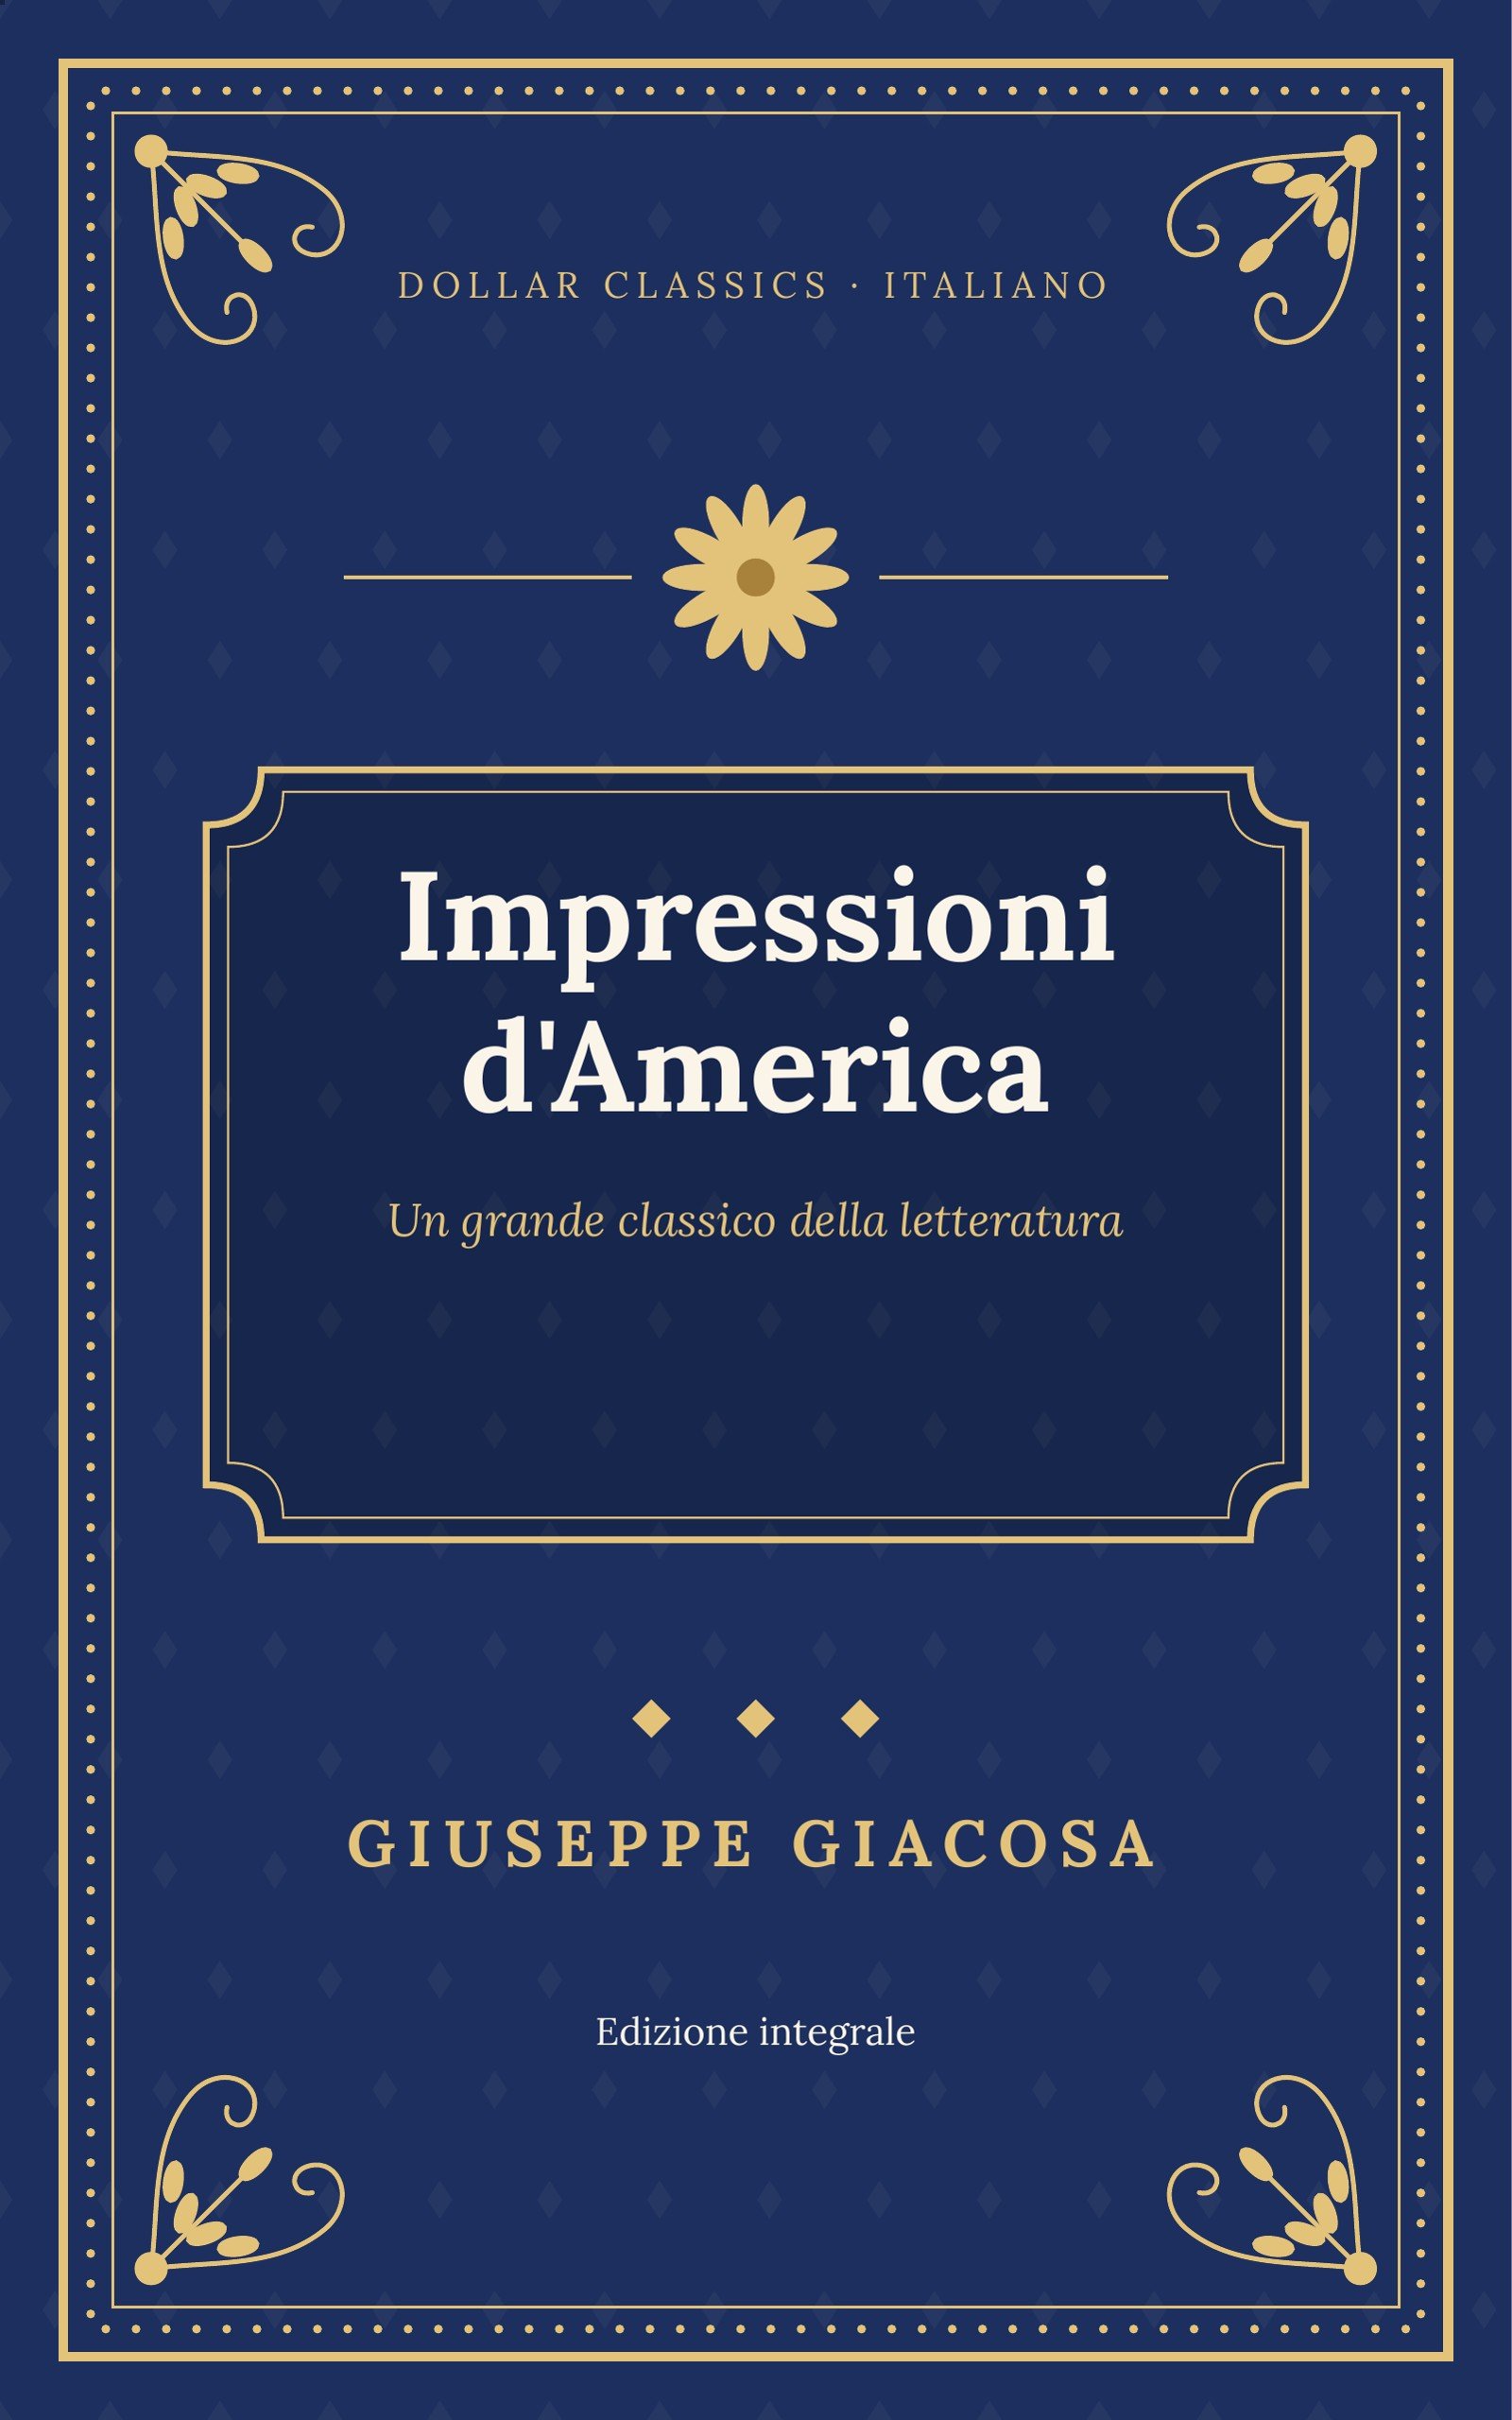 DOLLAR CLASSICS · ITALIANO
Impressioni
d'America
Un grande classico della letteratura
GIUSEPPE GIACOSA
Edizione integrale